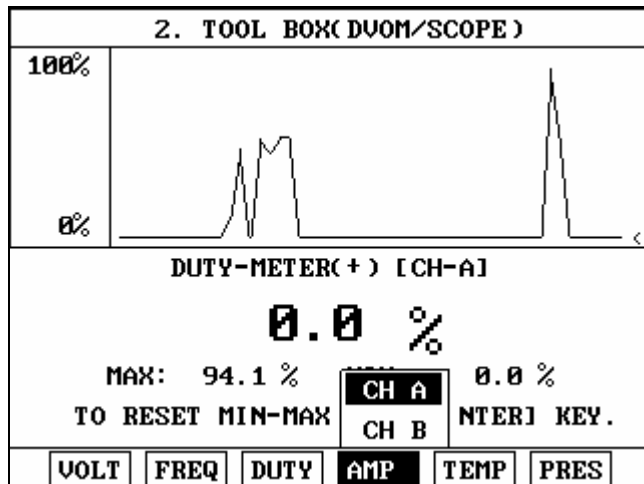 2. TOOL BOX(DVOM/SCOPE)
100%
0%
DUTY-METER(+) [CH-A]
0.0 %
MAX: 94.1 % 0.0 %
CH A
TO RESET MIN-MAX NTER] KEY.
CH B
VOLT FREQ DUTY AMP TEMP PRES